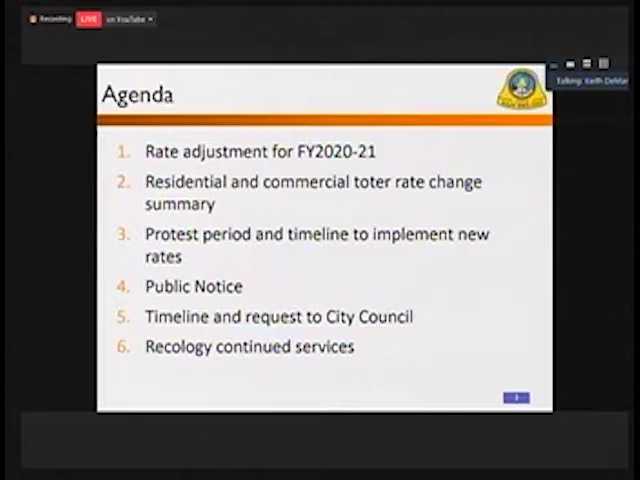 Recording
LIVE on YouTube
Talking: Keith DeMar
Agenda
1. Rate adjustment for FY2020-21
2. Residential and commercial toter rate change
summary
3. Protest period and timeline to implement new
rates
4. Public Notice
5. Timeline and request to City Council
6. Recology continued services